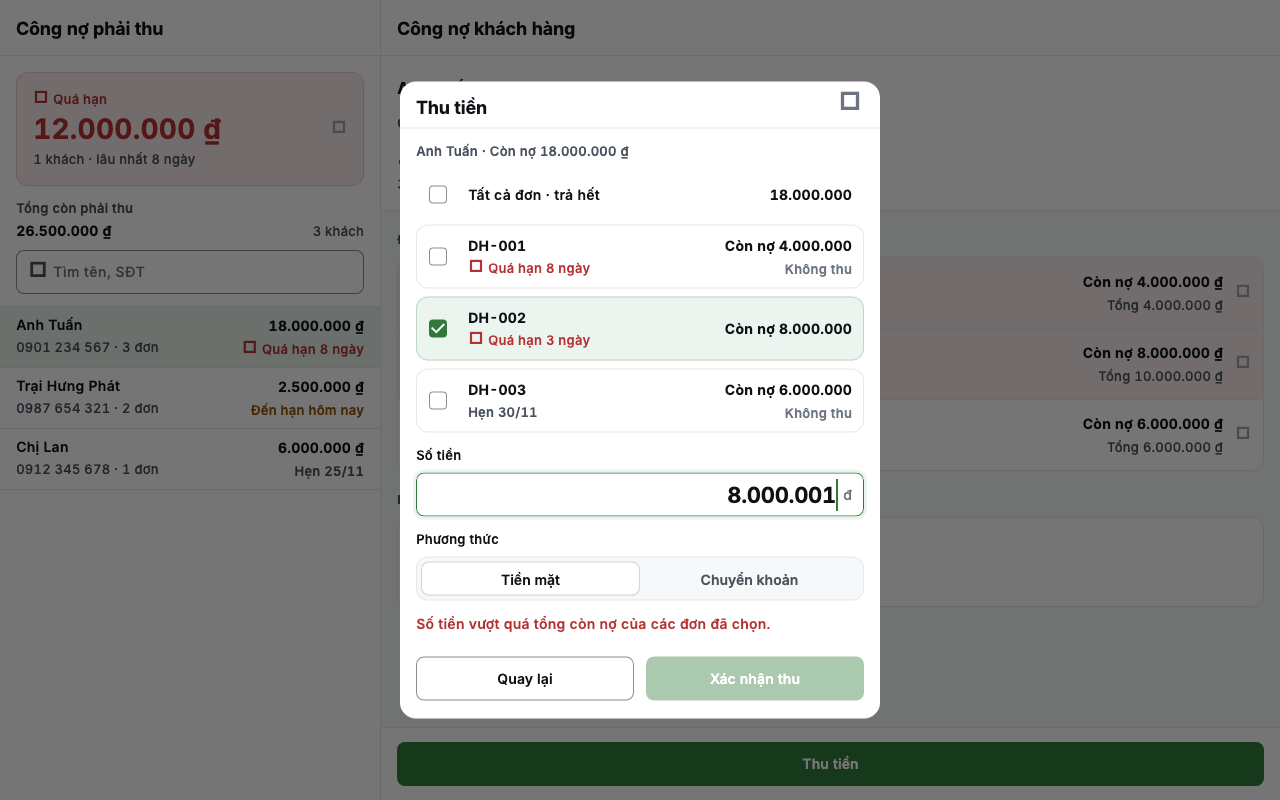 Công nợ phải thu
Quá hạn
12.000.000 ₫
1 khách · lâu nhất 8 ngày
Tổng còn phải thu
26.500.000 ₫
3 khách
Tìm tên, SĐT
Anh Tuấn
18.000.000 ₫
0901 234 567 · 3 đơn
Quá hạn 8 ngày
Trại Hưng Phát
2.500.000 ₫
0987 654 321 · 2 đơn
Đến hạn hôm nay
Chị Lan
6.000.000 ₫
0912 345 678 · 1 đơn
Hẹn 25/11
Công nợ khách hàng
Thu tiền
Anh Tuấn · Còn nợ 18.000.000 ₫
Tất cả đơn · trả hết
18.000.000
DH-001
Còn nợ 4.000.000
Quá hạn 8 ngày
Không thu
DH-002
Quá hạn 3 ngày
Còn nợ 8.000.000
DH-003
Còn nợ 6.000.000
Hẹn 30/11
Không thu
Số tiền
8.000.001 đ
Phương thức
Tiền mặt
Chuyển khoản
Số tiền vượt quá tổng còn nợ của các đơn đã chọn.
Quay lại
Xác nhận thu
Còn nợ 4.000.000 ₫
Tổng 4.000.000 ₫
Còn nợ 8.000.000 ₫
Tổng 10.000.000 ₫
Còn nợ 6.000.000 ₫
Tổng 6.000.000 ₫
Thu tiền